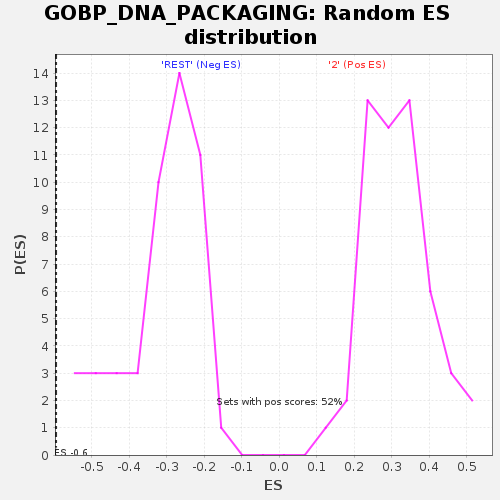 GOBP_DNA_PACKAGING: Random ES
distribution
'REST' (Neg ES) '2' (Pos ES)
14
13
12
11
10
9
8
7
6
5
4
3
2
1
0
P(ES)
Sets with pos scores: 52%
ES -0.6
-0.5 -0.4 -0.3 -0.2 -0.1 0.0 0.1 0.2 0.3 0.4 0.5
ES